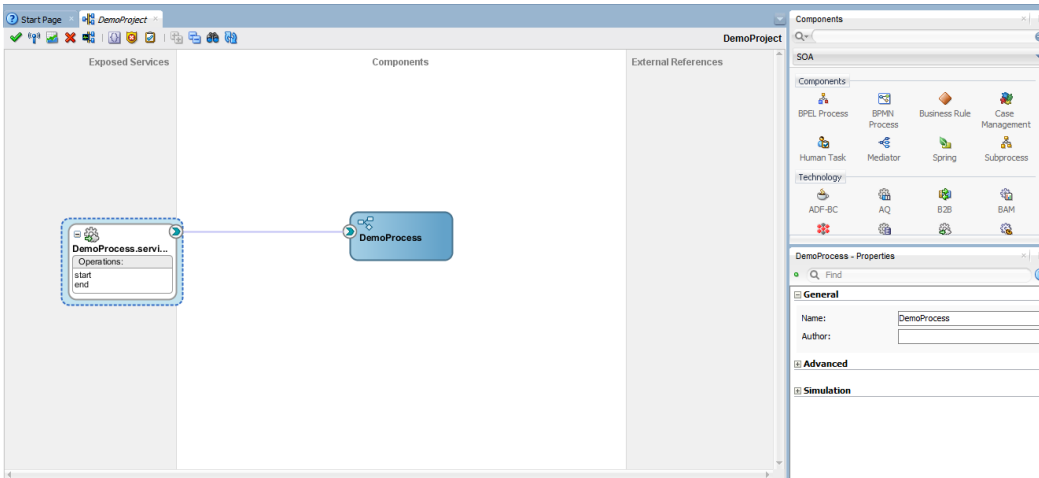 Start Page
DemoProject
DemoProject
Exposed Services
Components
External References
DemoProcess.servi...
Operations:
start
end
DemoProcess
Components
SOA
Components
BPEL Process
BPMN Process
Business Rule
Case Management
Human Task
Mediator
Spring
Subprocess
Technology
ADF-BC
AQ
B2B
BAM
DemoProcess - Properties
Find
General
Name:
DemoProcess
Author:
Advanced
Simulation